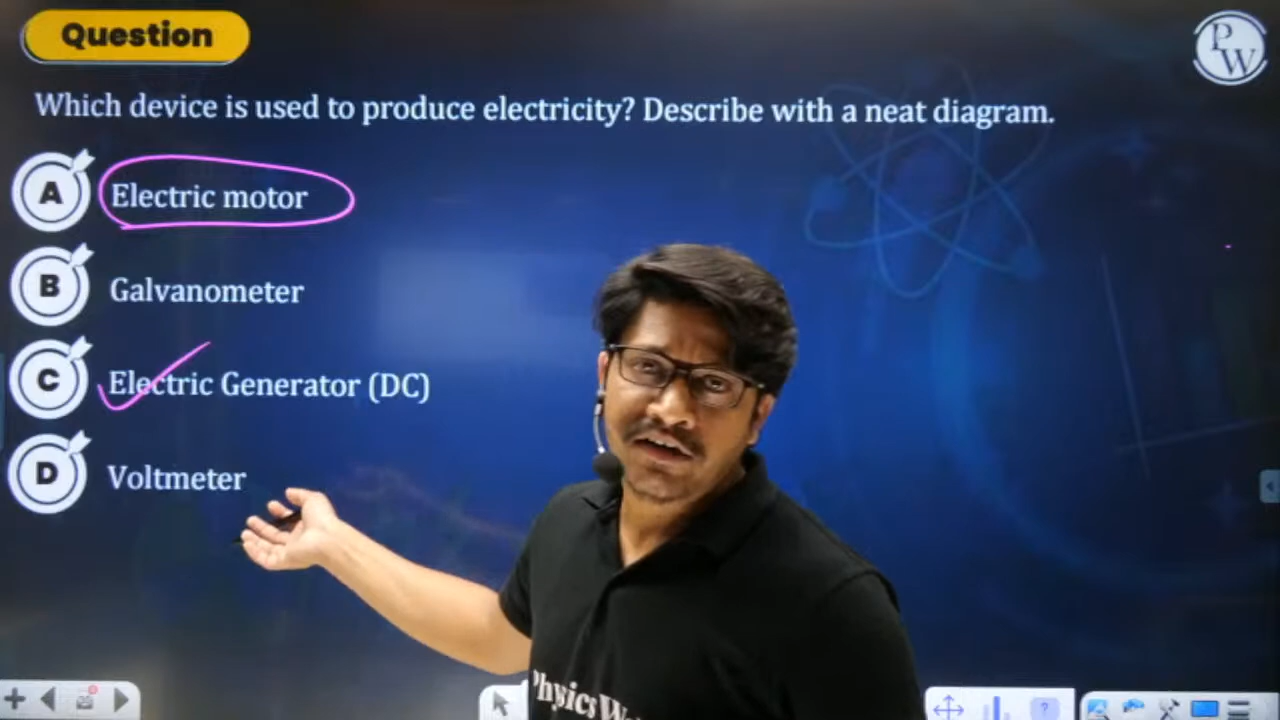 Question
PW
Which device is used to produce electricity? Describe with a neat diagram.
A Electric motor
B Galvanometer
C Electric Generator (DC)
D Voltmeter
Physics W